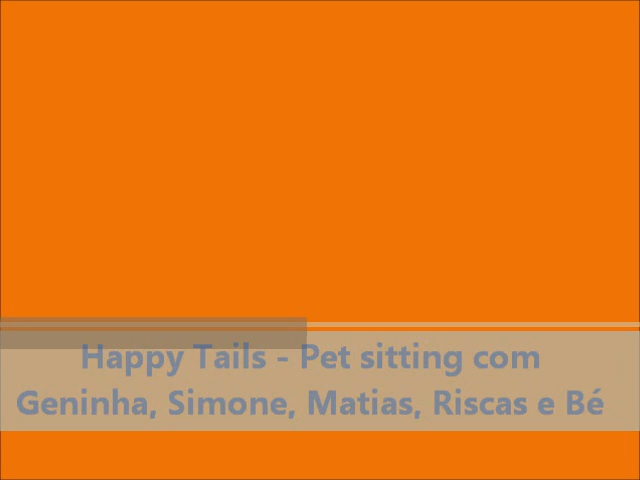 Happy Tails - Pet sitting com
Geninha, Simone, Matias, Riscas e Bé